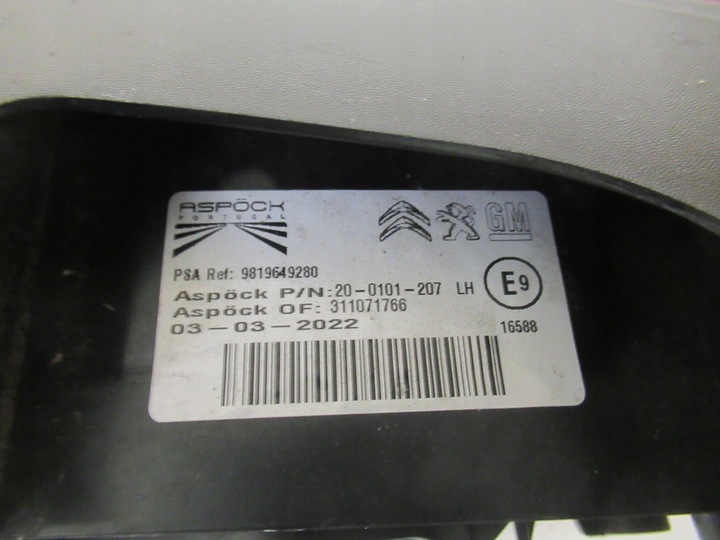 ASPÖCK
PORTUGAL
GM
PSA Ref: 9819649280
Aspöck P/N:20-0101-207 LH
E9
Aspöck OF: 311071766
03-03-2022
16588